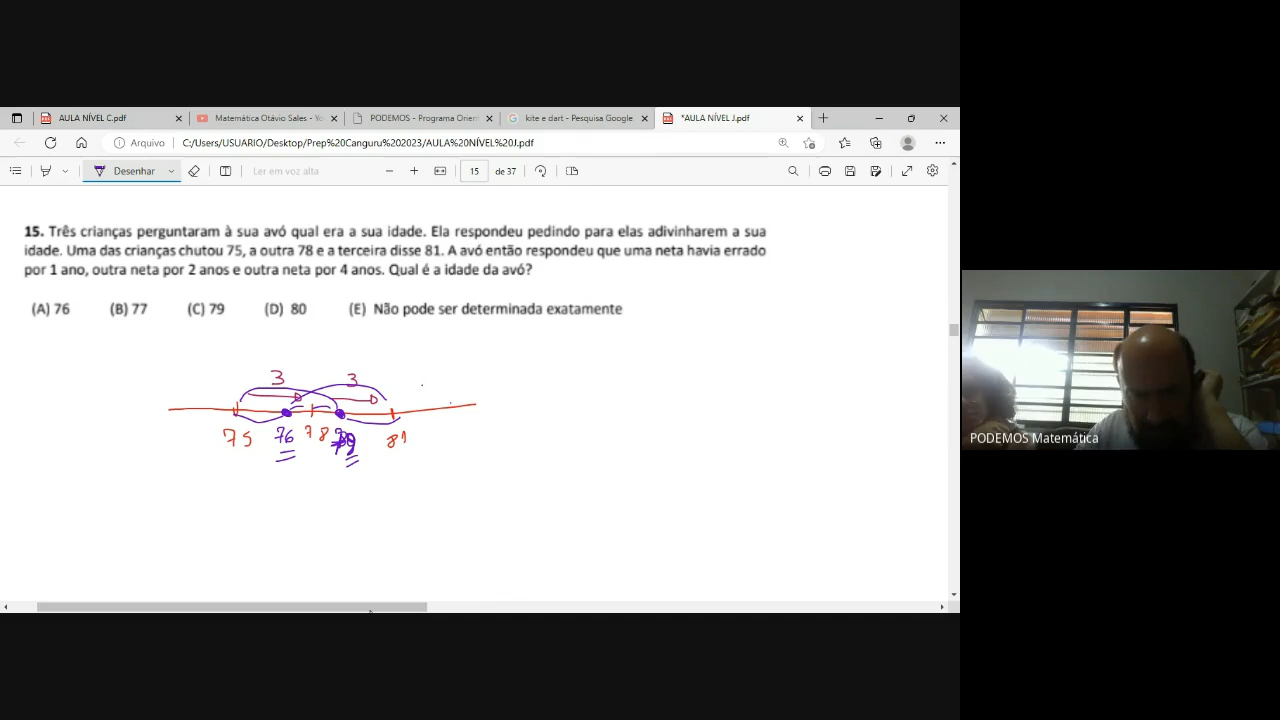 AULA NÍVEL C.pdf
Matemática Otávio Sales - Yo
PODEMOS - Programa Orien
kite e dart - Pesquisa Google
*AULA NÍVEL J.pdf
Arquivo C:/Users/USUARIO/Desktop/Prep%20Canguru%202023/AULA%20NÍVEL%20J.pdf
Desenhar Ler em voz alta 15 de 37
15. Três crianças perguntaram à sua avó qual era a sua idade. Ela respondeu pedindo para elas adivinharem a sua
idade. Uma das crianças chutou 75, a outra 78 e a terceira disse 81. A avó então respondeu que uma neta havia errado
por 1 ano, outra neta por 2 anos e outra neta por 4 anos. Qual é a idade da avó?
(A) 76 (B) 77 (C) 79 (D) 80 (E) Não pode ser determinada exatamente
3 3
75 76 78 81
PODEMOS Matemática